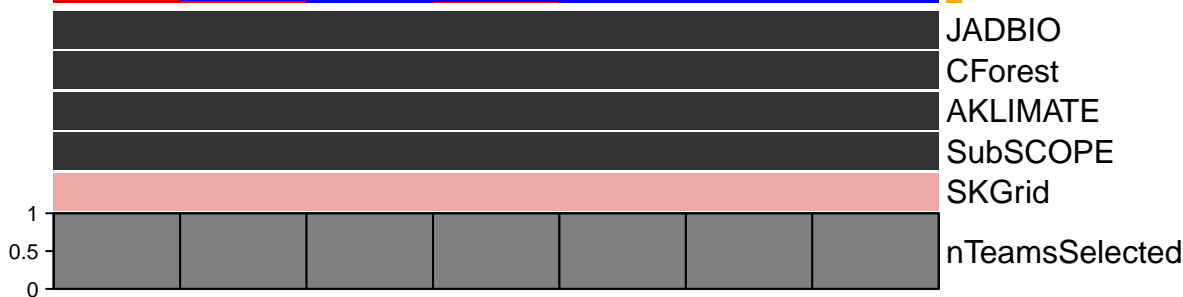 JADBIO
CForest
AKLIMATE
SubSCOPE
SKGrid
1
0.5
0
nTeamsSelected